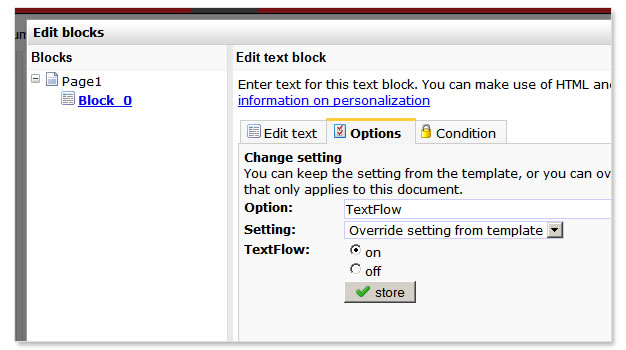 Edit blocks
Blocks
Page1
Block_0
Edit text block
Enter text for this text block. You can make use of HTML and
information on personalization
Edit text
Options
Condition
Change setting
You can keep the setting from the template, or you can ov
that only applies to this document.
Option: TextFlow
Setting: Override setting from template
TextFlow: on
off
store